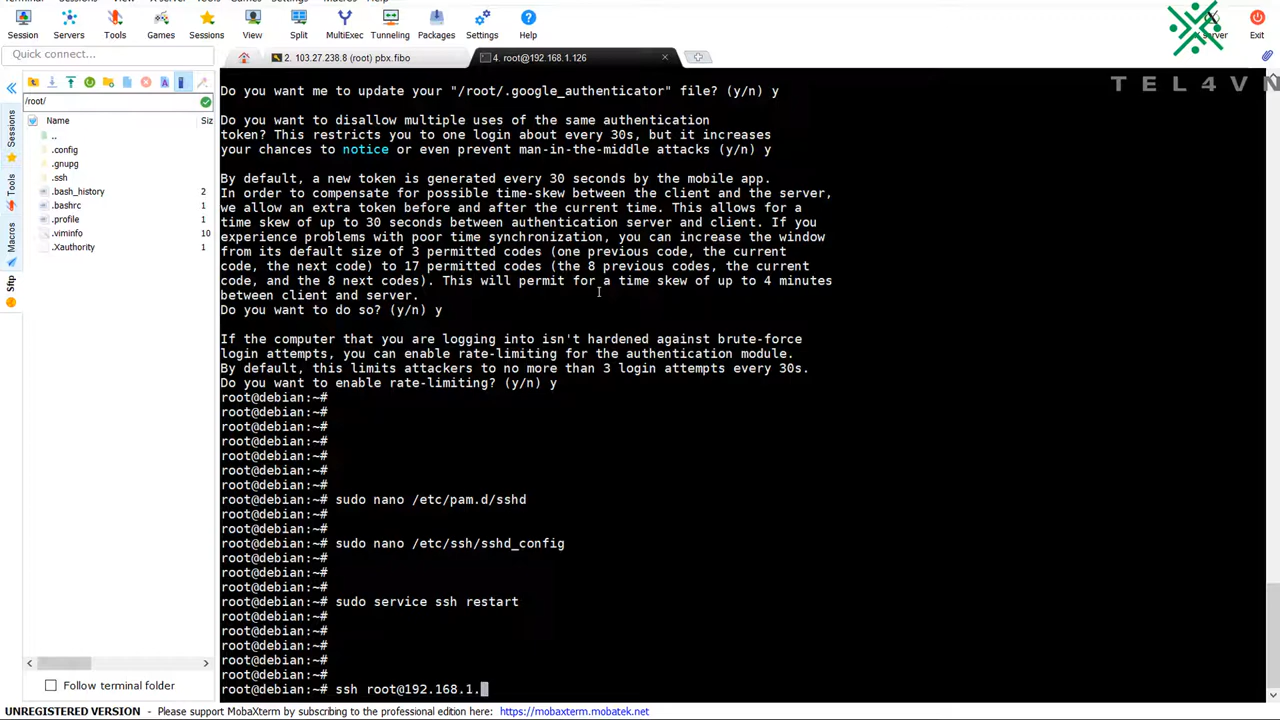 Terminal Sessions View X server Tools Games Settings Macros Help
Session Servers Tools Games Sessions View Split MultiExec Tunneling Packages Settings Help X server Exit
Quick connect...
2. 103.27.238.8 (root) pbx.fibo
4. root@192.168.1.126
TEL4VN
/root/
Name Siz
..
.config
.gnupg
.ssh
.bash_history 2
.bashrc 1
.profile 1
.viminfo 10
.Xauthority 1
Sessions
Tools
Macros
Sftp
Do you want me to update your "/root/.google_authenticator" file? (y/n) y
Do you want to disallow multiple uses of the same authentication
token? This restricts you to one login about every 30s, but it increases
your chances to notice or even prevent man-in-the-middle attacks (y/n) y
By default, a new token is generated every 30 seconds by the mobile app.
In order to compensate for possible time-skew between the client and the server,
we allow an extra token before and after the current time. This allows for a
time skew of up to 30 seconds between authentication server and client. If you
experience problems with poor time synchronization, you can increase the window
from its default size of 3 permitted codes (one previous code, the current
code, the next code) to 17 permitted codes (the 8 previous codes, the current
code, and the 8 next codes). This will permit for a time skew of up to 4 minutes
between client and server.
Do you want to do so? (y/n) y
If the computer that you are logging into isn't hardened against brute-force
login attempts, you can enable rate-limiting for the authentication module.
By default, this limits attackers to no more than 3 login attempts every 30s.
Do you want to enable rate-limiting? (y/n) y
root@debian:~#
root@debian:~#
root@debian:~#
root@debian:~#
root@debian:~#
root@debian:~#
root@debian:~#
root@debian:~# sudo nano /etc/pam.d/sshd
root@debian:~#
root@debian:~#
root@debian:~# sudo nano /etc/ssh/sshd_config
root@debian:~#
root@debian:~#
root@debian:~#
root@debian:~# sudo service ssh restart
root@debian:~#
root@debian:~#
root@debian:~#
root@debian:~#
root@debian:~#
root@debian:~# ssh root@192.168.1.
Follow terminal folder
UNREGISTERED VERSION - Please support MobaXterm by subscribing to the professional edition here: https://mobaxterm.mobatek.net